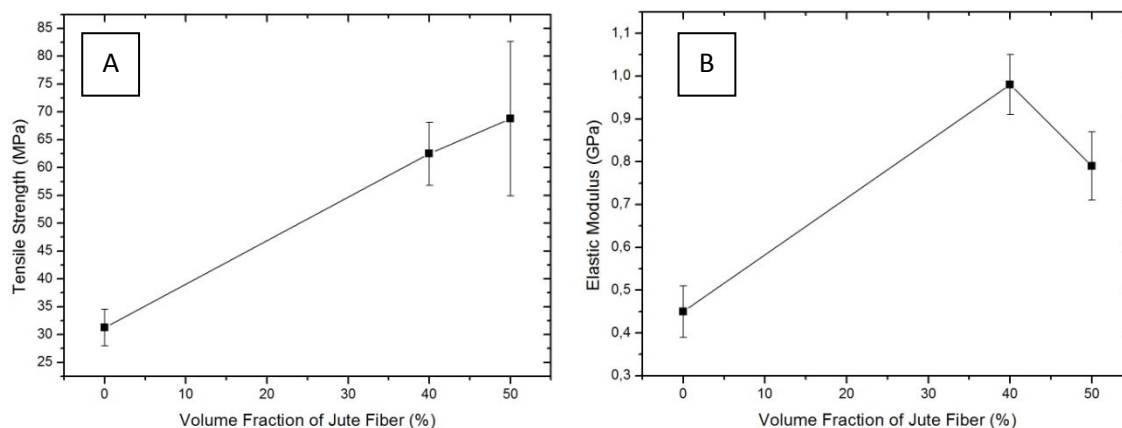 A
85
80
75
70
65
60
55
50
45
40
35
30
25
Tensile Strength (MPa)
0 10 20 30 40 50
Volume Fraction of Jute Fiber (%)
B
1,1
1,0
0,9
0,8
0,7
0,6
0,5
0,4
0,3
Elastic Modulus (GPa)
0 10 20 30 40 50
Volume Fraction of Jute Fiber (%)